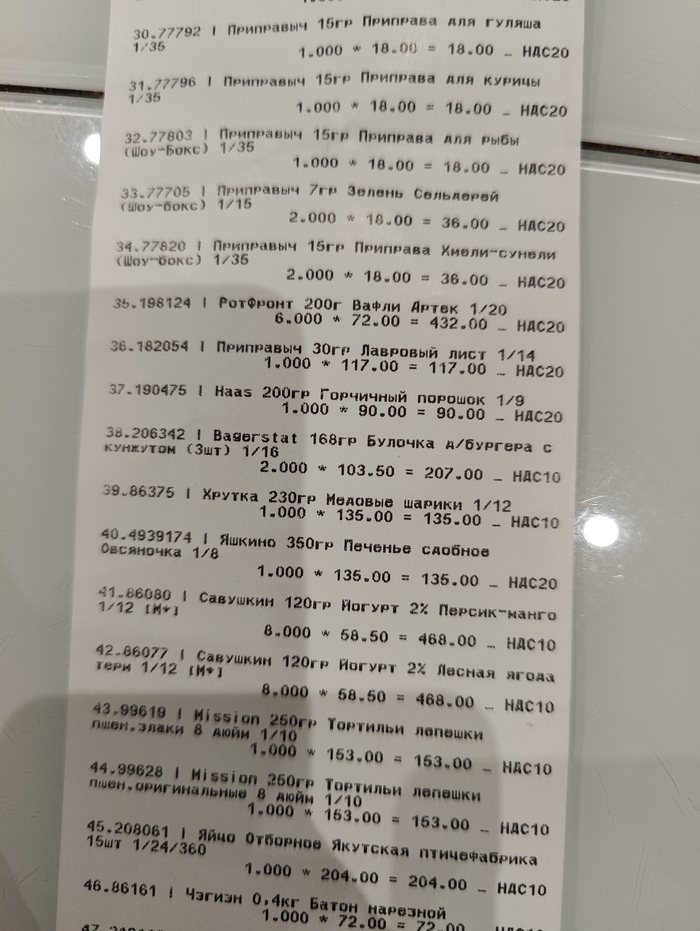 30.77792 | Приправыч 15гр Приправа для гуляша
1/35
1.000 * 18.00 = 18.00 _ НДС20
31.77796 | Приправыч 15гр Приправа для курицы
1/35
1.000 * 18.00 = 18.00 _ НДС20
32.77803 | Приправыч 15гр Приправа для рыбы
(Шоу-Бокс) 1/35
1.000 * 18.00 = 18.00 _ НДС20
33.77705 | Приправыч 7гр Зелень Сельдерей
(Шоу-бокс) 1/15
2.000 * 18.00 = 36.00 _ НДС20
34.77820 | Приправыч 15гр Приправа Хмели-сунели
(Шоу-бокс) 1/35
2.000 * 18.00 = 36.00 _ НДС20
35.198124 | РотФронт 200г Вафли Артек 1/20
6.000 * 72.00 = 432.00 _ НДС20
36.182054 | Приправыч 30гр Лавровый лист 1/14
1.000 * 117.00 = 117.00 _ НДС20
37.190475 | Haas 200гр Горчичный порошок 1/9
1.000 * 90.00 = 90.00 _ НДС20
38.206342 | Bagerstat 168гр Булочка д/бургера с
кунжутом (3шт) 1/16
2.000 * 103.50 = 207.00 _ НДС10
39.86375 | Хрутка 230гр Медовые шарики 1/12
1.000 * 135.00 = 135.00 _ НДС10
40.4939174 | Яшкино 350гр Печенье сдобное
Овсяночка 1/8
1.000 * 135.00 = 135.00 _ НДС20
41.86080 | Савушкин 120гр Йогурт 2% Персик-манго
1/12 [М*]
8.000 * 58.50 = 468.00 _ НДС10
42.86077 | Савушкин 120гр Йогурт 2% Лесная ягода
тери 1/12 [М*]
8.000 * 58.50 = 468.00 _ НДС10
43.99619 | Mission 250гр Тортильи лепешки
пшен.злаки 8 дюйм 1/10
1.000 * 153.00 = 153.00 _ НДС10
44.99628 | Mission 250гр Тортильи лепешки
пшен.оригинальные 8 дюйм 1/10
1.000 * 153.00 = 153.00 _ НДС10
45.208061 | Яйцо Отборное Якутская птицефабрика
15шт 1/24/360
1.000 * 204.00 = 204.00 _ НДС10
46.86161 | Чэгиэн 0,4кг Батон нарезной
1.000 * 72.00 = 72.00 _ НДС10